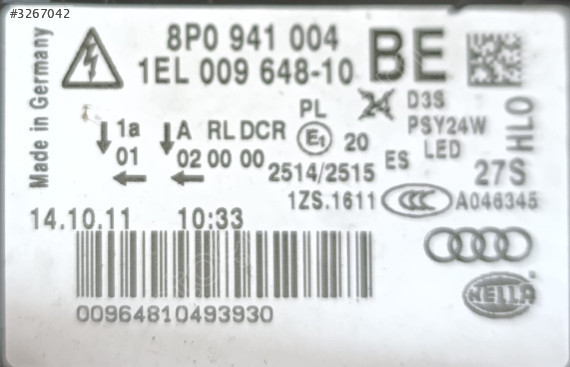 #3267042
Made in Germany
8P0 941 004 BE
1EL 009 648-10
1a A RL DCR PL 24 D3S
01 02 00 00 E1 20 PSY24W
LED
HLO
2514/2515 ES 27S
1ZS.1611 CCC A046345
14.10.11 10:33
00964810493930
HELLA